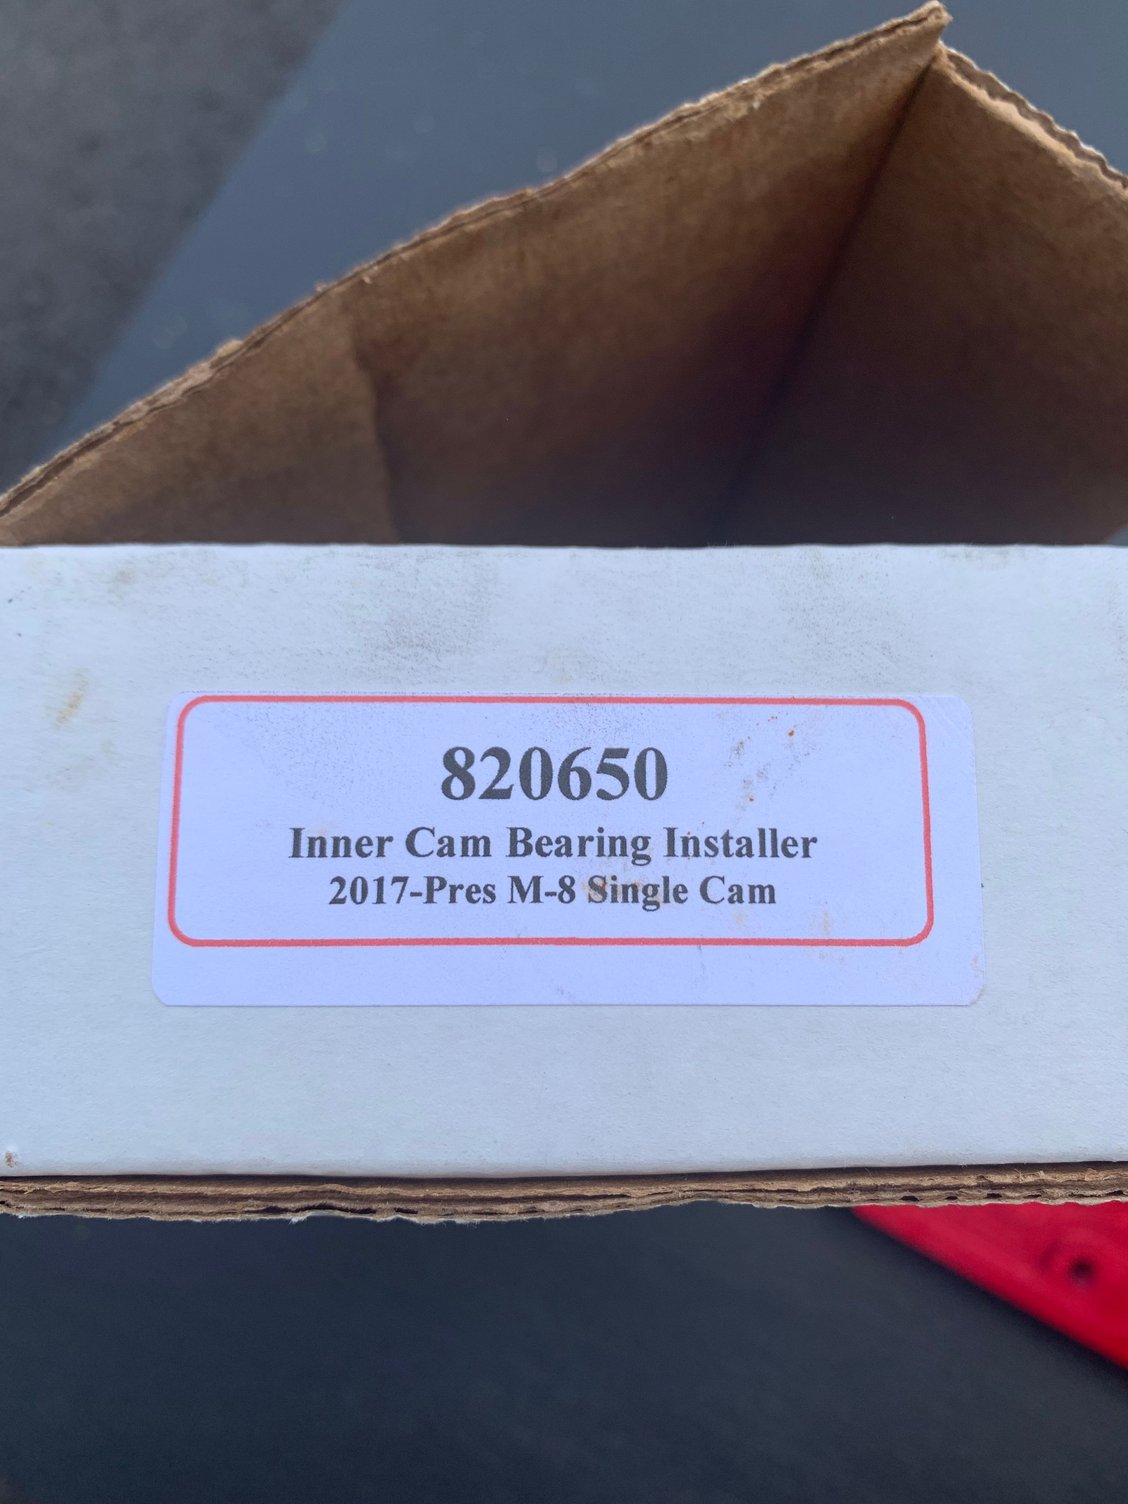 820650
Inner Cam Bearing Installer
2017-Pres M-8 Single Cam